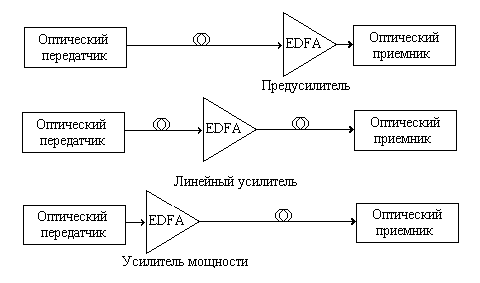 Оптический
передатчик
EDFA
Оптический
приемник
Предусилитель
Оптический
передатчик
EDFA
Оптический
приемник
Линейный усилитель
Оптический
передатчик
EDFA
Оптический
приемник
Усилитель мощности